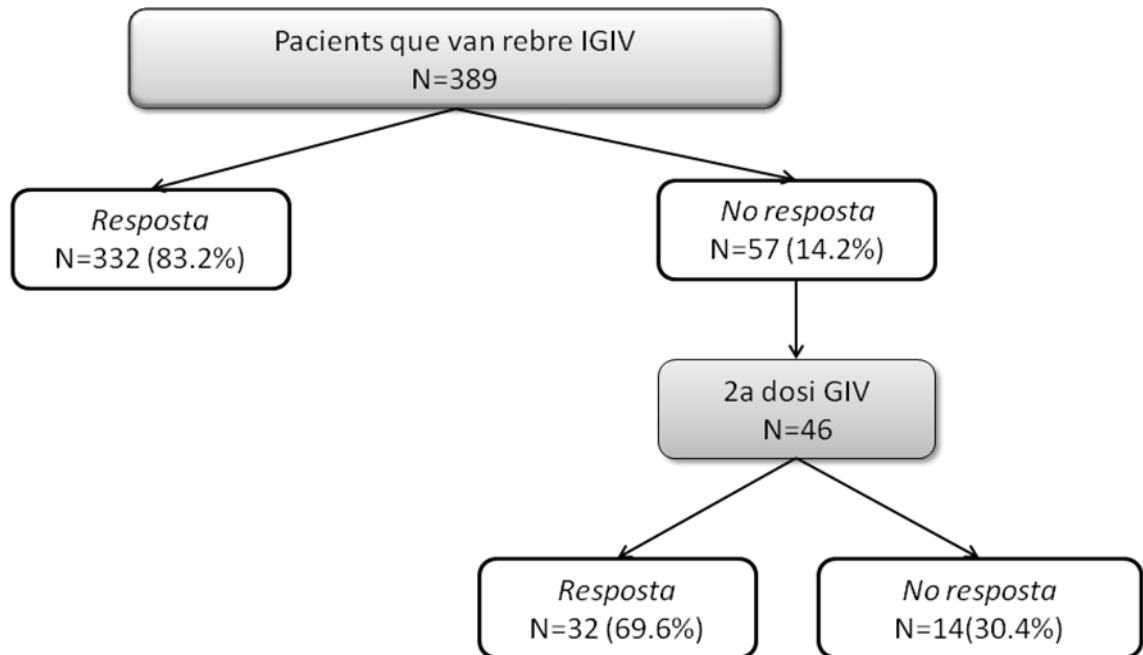 Pacients que van rebre IGIV
N=389
Resposta
N=332 (83.2%)
No resposta
N=57 (14.2%)
2a dosi GIV
N=46
Resposta
N=32 (69.6%)
No resposta
N=14(30.4%)